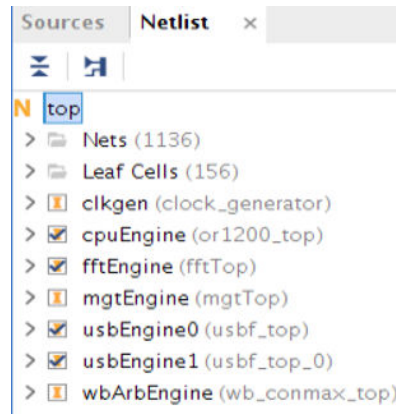 Sources Netlist ×
N top
Nets (1136)
Leaf Cells (156)
clkgen (clock_generator)
cpuEngine (or1200_top)
fftEngine (fftTop)
mgtEngine (mgtTop)
usbEngine0 (usbf_top)
usbEngine1 (usbf_top_0)
wbArbEngine (wb_conmax_top)